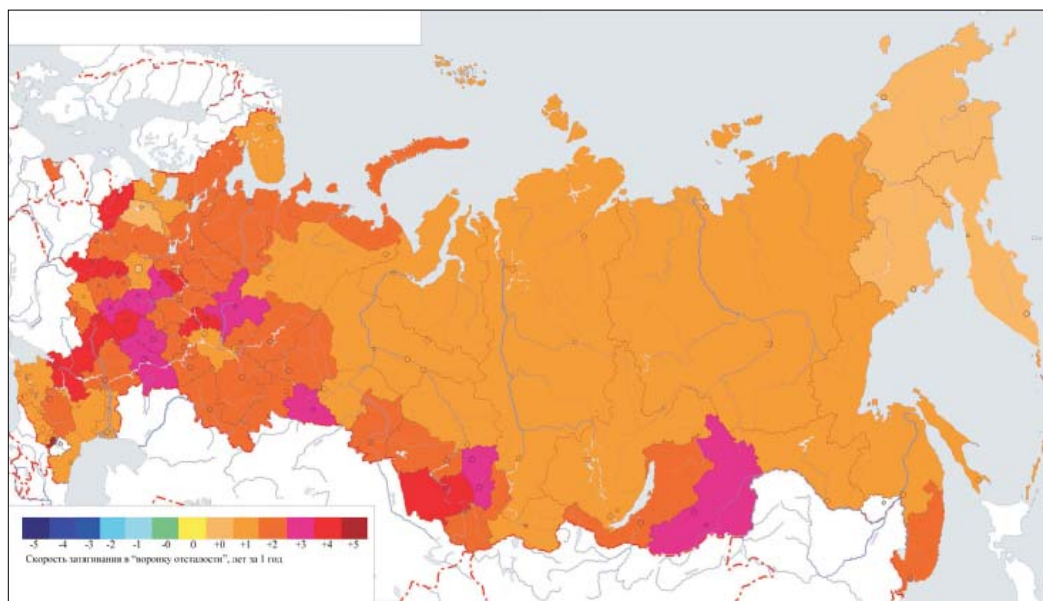 -5 -4 -3 -2 -1 -0 0 +0 +1 +2 +3 +4 +5
Скорость затягивания в "воронку отсталости", лет за 1 год